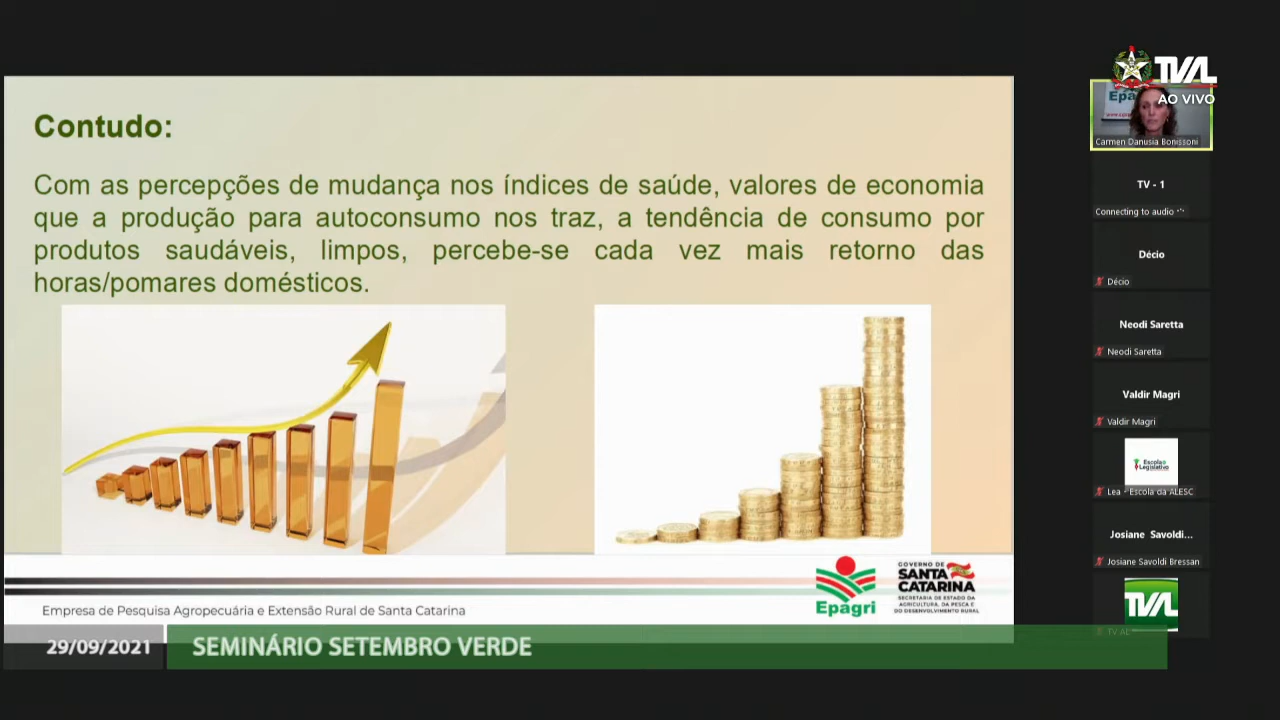 Contudo:
Com as percepções de mudança nos índices de saúde, valores de economia
que a produção para autoconsumo nos traz, a tendência de consumo por
produtos saudáveis, limpos, percebe-se cada vez mais retorno das
horas/pomares domésticos.
Epagri
GOVERNO DE
SANTA
CATARINA
SECRETARIA DE ESTADO DA
AGRICULTURA, DA PESCA E
DO DESENVOLVIMENTO RURAL
Empresa de Pesquisa Agropecuária e Extensão Rural de Santa Catarina
29/09/2021
SEMINÁRIO SETEMBRO VERDE
TVAL
AO VIVO
Carmen Danusia Bonissoni
TV - 1
Connecting to audio
Décio
Décio
Neodi Saretta
Neodi Saretta
Valdir Magri
Valdir Magri
Escola do
Legislativo
Lea - Escola da ALESC
Josiane Savoldi...
Josiane Savoldi Bressan
TVAL
TV AL